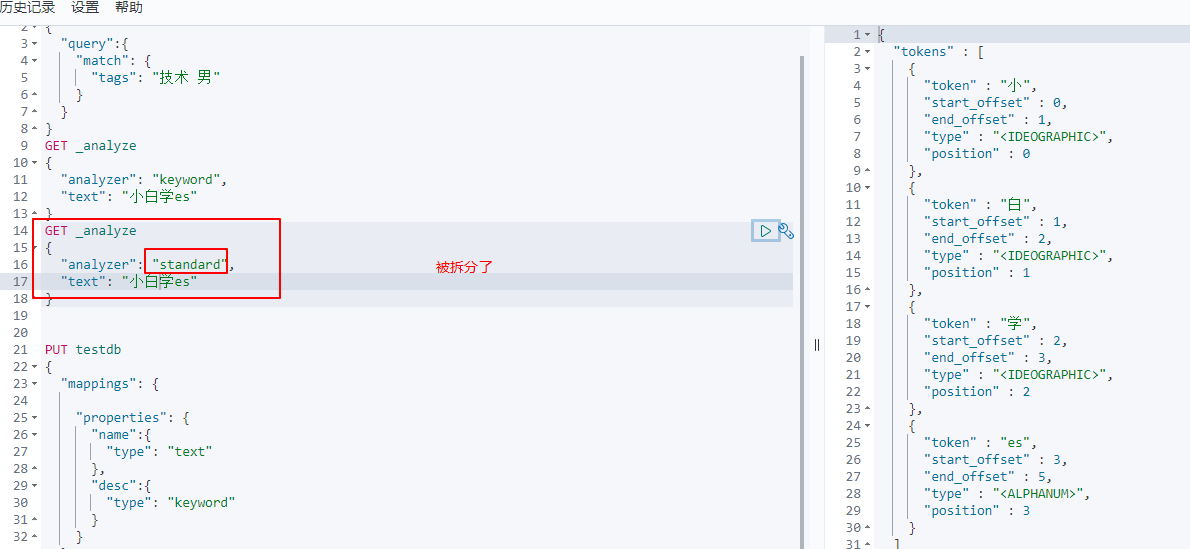 历史记录 设置 帮助
2 {
3 "query":{
4 "match": {
5 "tags": "技术 男"
6 }
7 }
8 }
9 GET _analyze
10 {
11 "analyzer": "keyword",
12 "text": "小白学es"
13 }
14 GET _analyze
15 {
16 "analyzer": "standard",
17 "text": "小白学es"
18 }
19
20
21 PUT testdb
22 {
23 "mappings": {
24
25 "properties": {
26 "name":{
27 "type": "text"
28 },
29 "desc":{
30 "type": "keyword"
31 }
32 }
被拆分了
1 {
2 "tokens" : [
3 {
4 "token" : "小",
5 "start_offset" : 0,
6 "end_offset" : 1,
7 "type" : "<IDEOGRAPHIC>",
8 "position" : 0
9 },
10 {
11 "token" : "白",
12 "start_offset" : 1,
13 "end_offset" : 2,
14 "type" : "<IDEOGRAPHIC>",
15 "position" : 1
16 },
17 {
18 "token" : "学",
19 "start_offset" : 2,
20 "end_offset" : 3,
21 "type" : "<IDEOGRAPHIC>",
22 "position" : 2
23 },
24 {
25 "token" : "es",
26 "start_offset" : 3,
27 "end_offset" : 5,
28 "type" : "<ALPHANUM>",
29 "position" : 3
30 }
31 ]